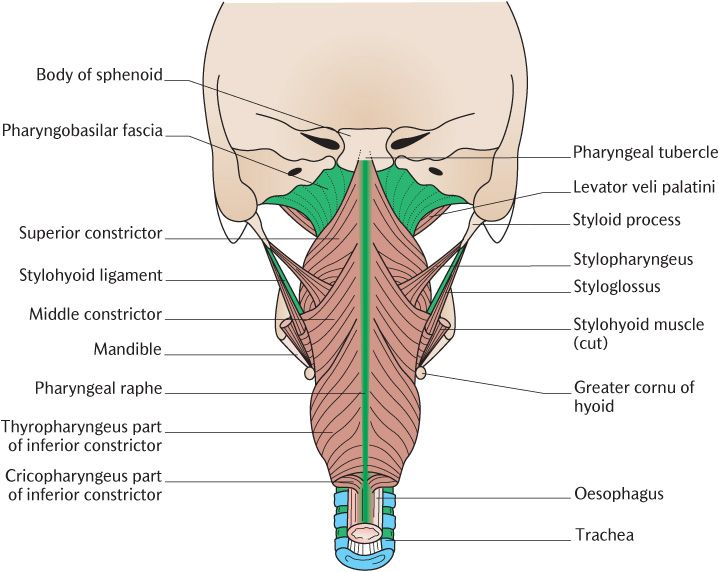 Body of sphenoid
Pharyngobasilar fascia
Superior constrictor
Stylohyoid ligament
Middle constrictor
Mandible
Pharyngeal raphe
Thyropharyngeus part
of inferior constrictor
Cricopharyngeus part
of inferior constrictor
Pharyngeal tubercle
Levator veli palatini
Styloid process
Stylopharyngeus
Styloglossus
Stylohyoid muscle
(cut)
Greater cornu of
hyoid
Oesophagus
Trachea